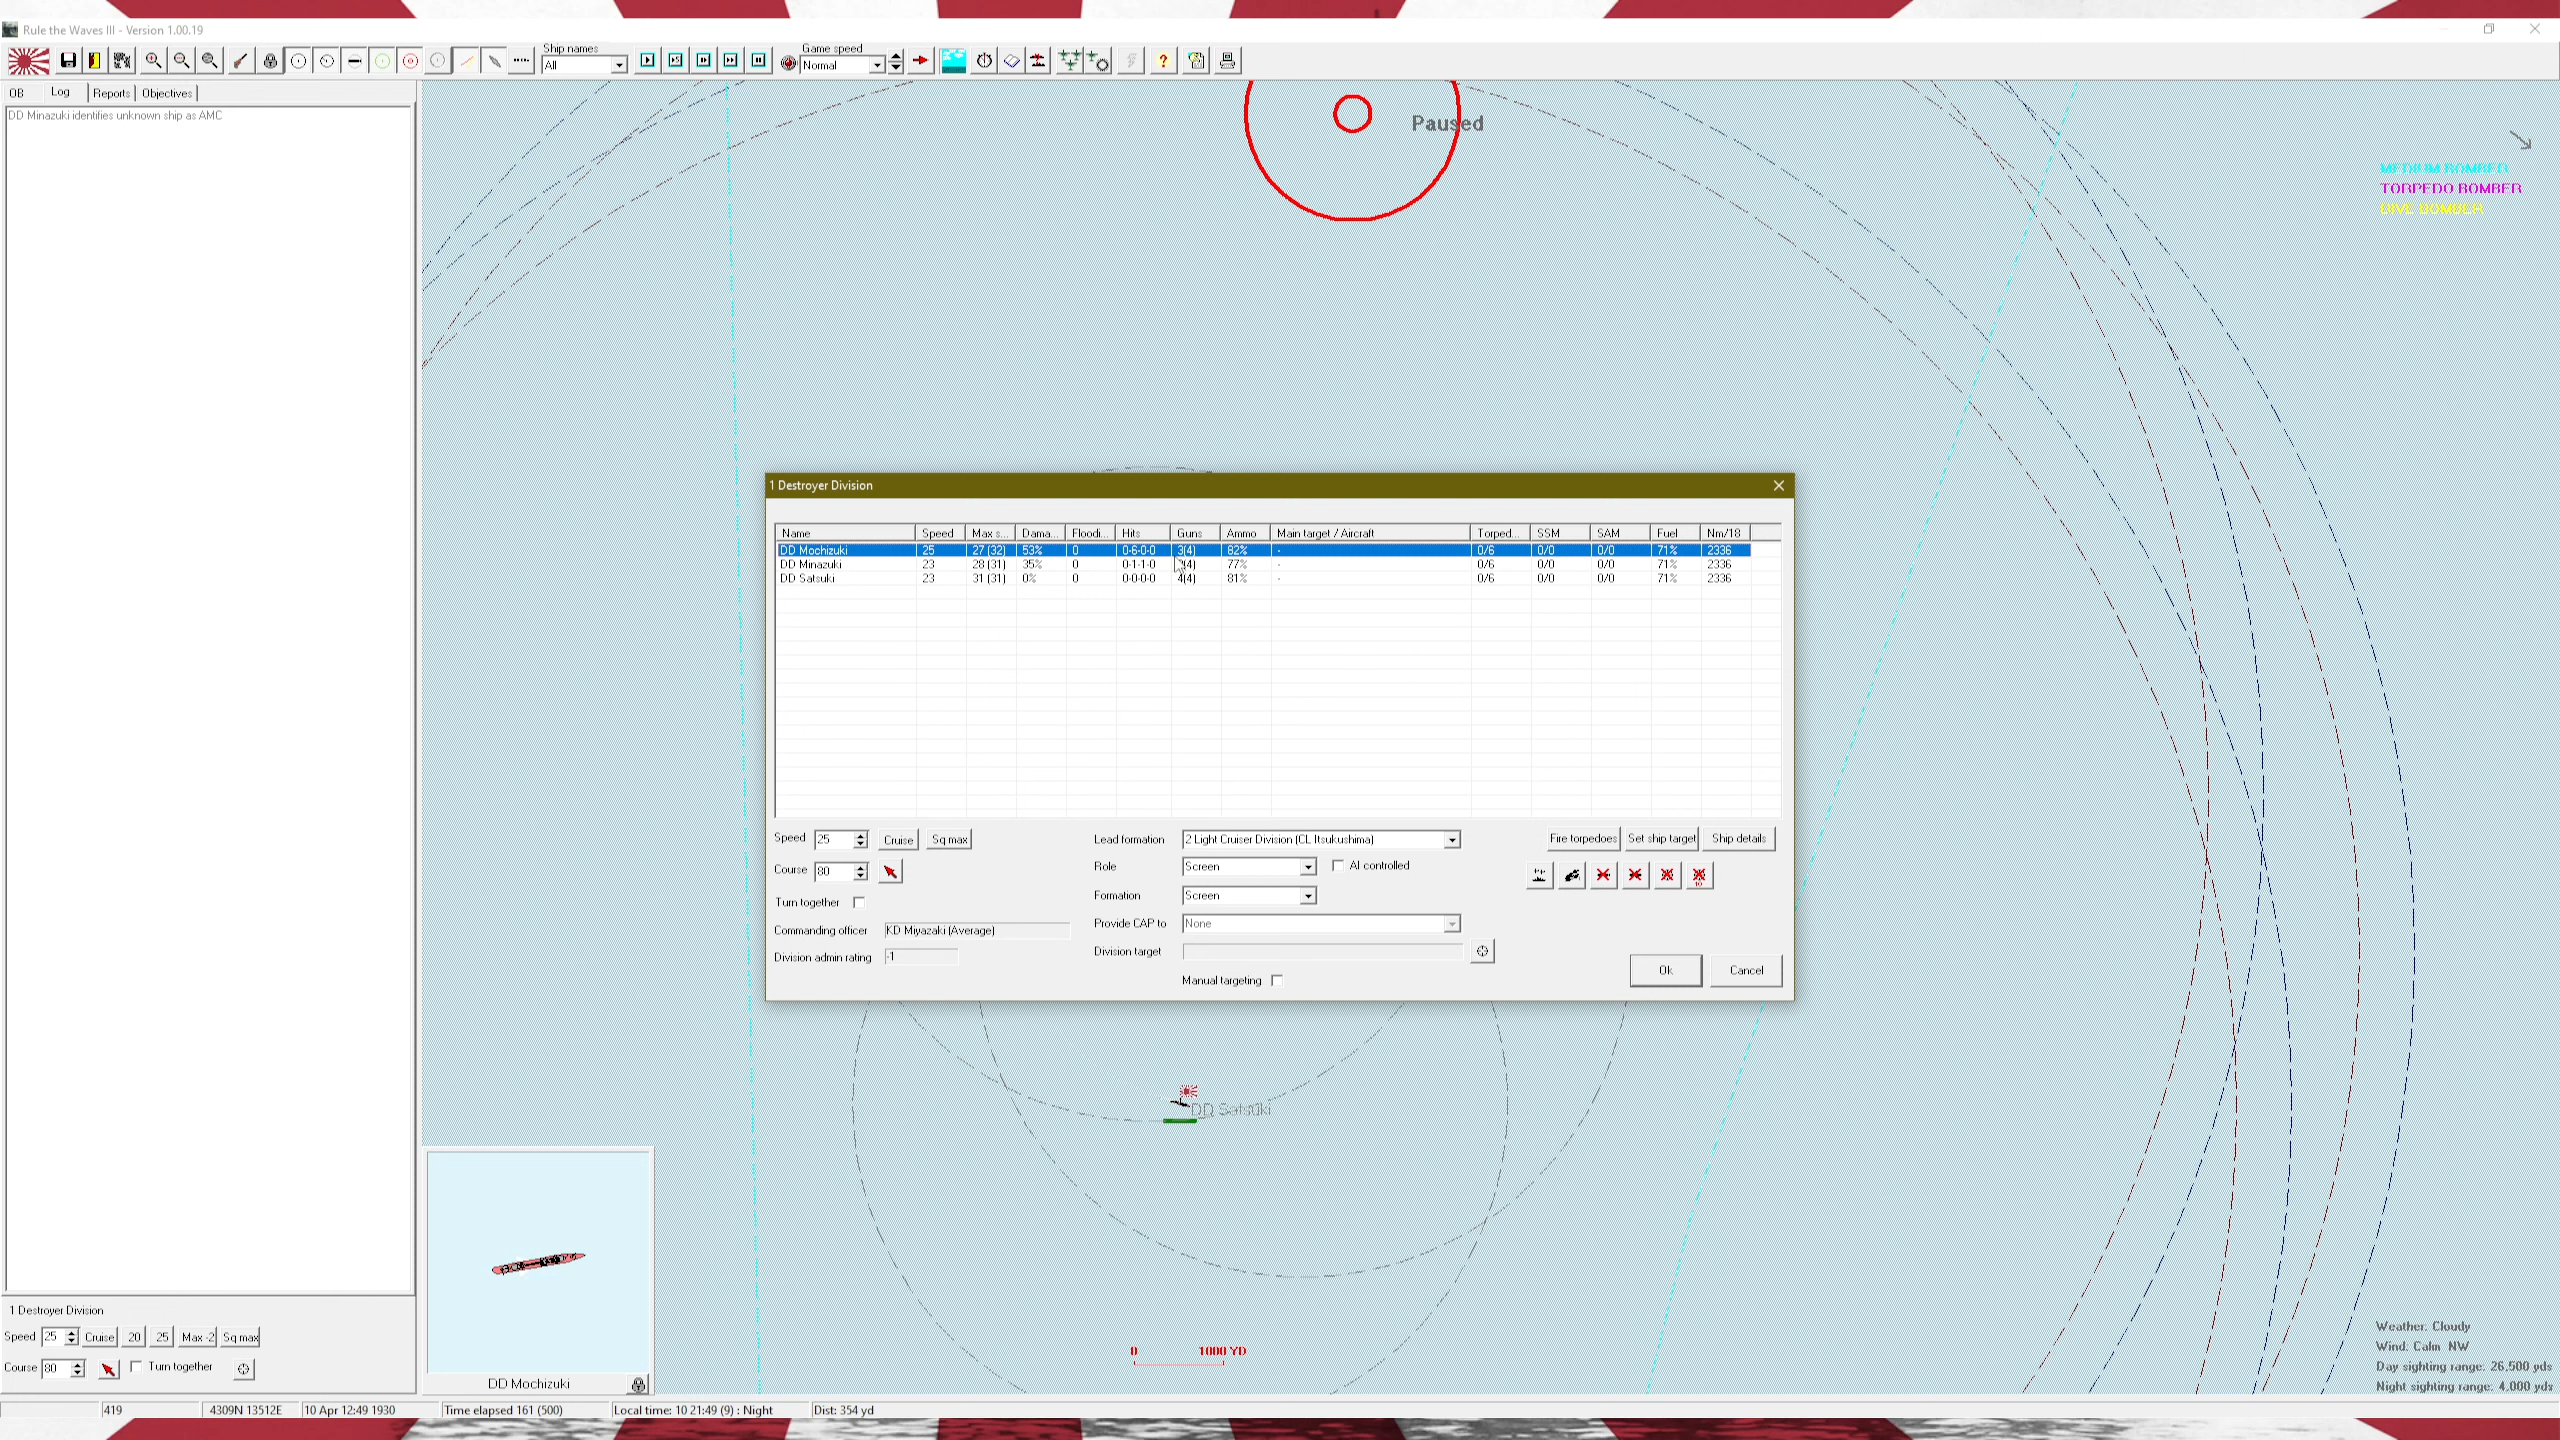 Rule the Waves III - Version 1.00.19
Ship names
All
Game speed
Normal
OB Log Reports Objectives
DD Minazuki identifies unknown ship as AMC
Paused
MEDIUM BOMBER
TORPEDO BOMBER
DIVE BOMBER
1 Destroyer Division
Name Speed Max s... Dama... Floodi... Hits Guns Ammo Main target / Aircraft Torped... SSM SAM Fuel Nm/18
DD Mochizuki 25 27 (32) 53% 0 0-6-0-0 3(4) 82% - 0/6 0/0 0/0 71% 2336
DD Minazuki 23 28 (31) 35% 0 0-1-1-0 (4) 77% - 0/6 0/0 0/0 71% 2336
DD Satsuki 23 31 (31) 0% 0 0-0-0-0 4(4) 81% - 0/6 0/0 0/0 71% 2336
Speed 25 Cruise Sq max
Lead formation 2 Light Cruiser Division (CL Itsukushima)
Fire torpedoes Set ship target Ship details
Course 80
Role Screen AI controlled
Turn together
Formation Screen
Commanding officer KD Miyazaki (Average)
Provide CAP to None
Division admin rating -1
Division target
Manual targeting
Ok Cancel
DD Satsuki
0 1000 YD
1 Destroyer Division
Speed 25 Cruise 20 25 Max -2 Sq max
Course 80 Turn together
DD Mochizuki
Weather: Cloudy
Wind: Calm NW
Day sighting range: 26,500 yds
Night sighting range: 4,000 yds
419 4309N 13512E 10 Apr 12:49 1930 Time elapsed 161 (500) Local time: 10 21:49 (9) : Night Dist: 354 yd